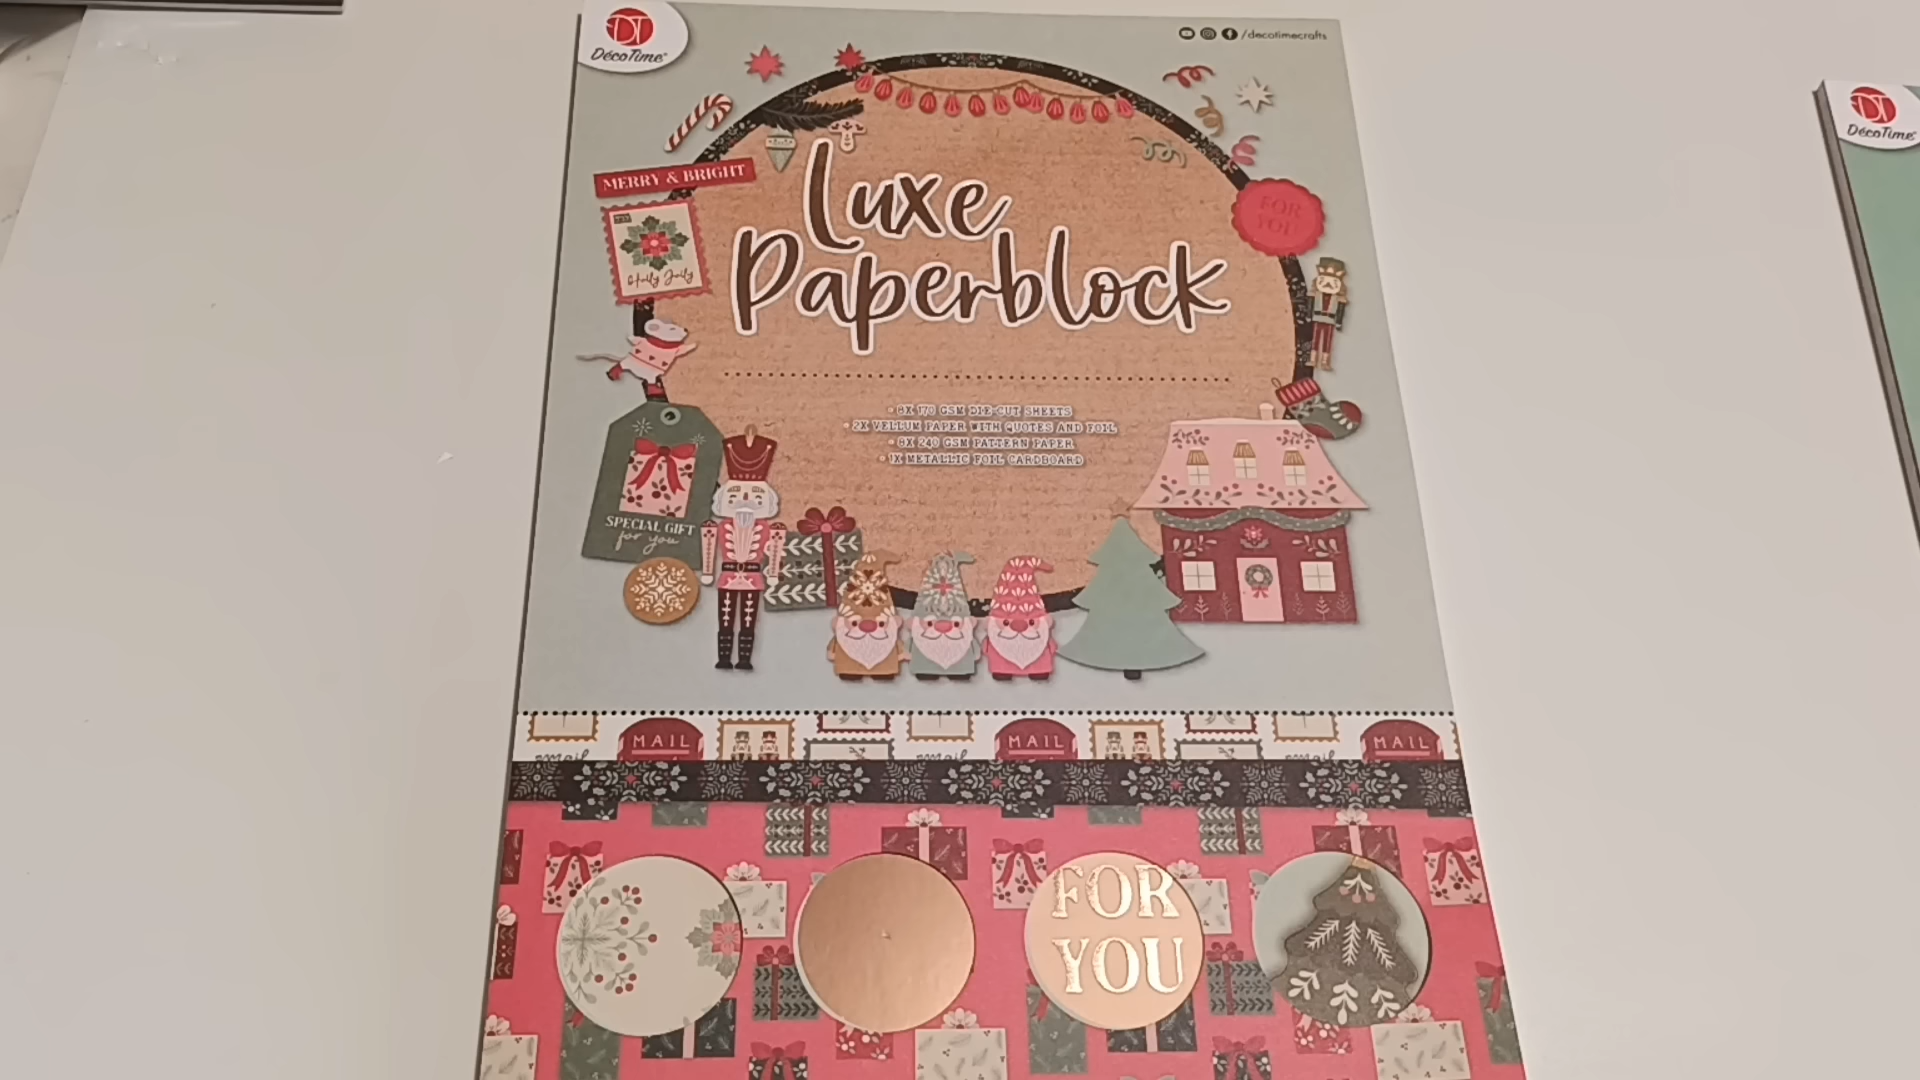 DT
DécoTime
/decotimecrafts
DT
DécoTime
MERRY & BRIGHT
Luxe
Paperblock
FOR
YOU
Holly Jolly
• 8X 170 GSM DIE-CUT SHEETS
• 2X VELLUM PAPER WITH QUOTES AND FOIL
• 8X 240 GSM PATTERN PAPER
• 1X METALLIC FOIL CARDBOARD
SPECIAL GIFT
for you
MAIL MAIL MAIL
email email
FOR
YOU